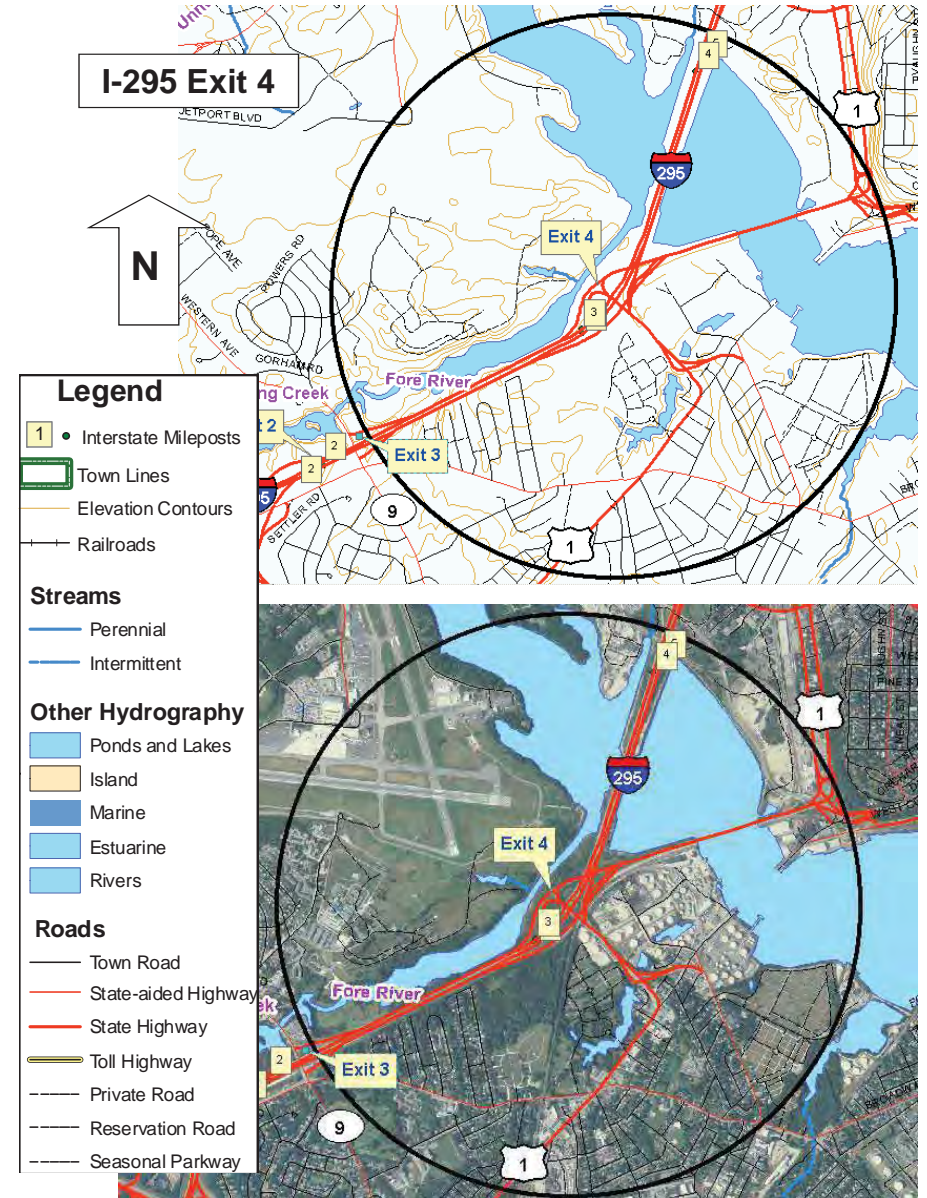 I-295 Exit 4
JETPORT BLVD
N
POWERS RD
WESTERN AVE
GORHAM RD
Fore River
ng Creek
t 2
2
2
Exit 3
SETTLER RD
9
1
Exit 4
3
295
4
5
1
Legend
1
Interstate Mileposts
Town Lines
Elevation Contours
Railroads
Streams
Perennial
Intermittent
Other Hydrography
Ponds and Lakes
Island
Marine
Estuarine
Rivers
Roads
Town Road
State-aided Highway
State Highway
Toll Highway
Private Road
Reservation Road
Seasonal Parkway
4
1
295
Exit 4
3
Fore River
ek
2
Exit 3
9
1